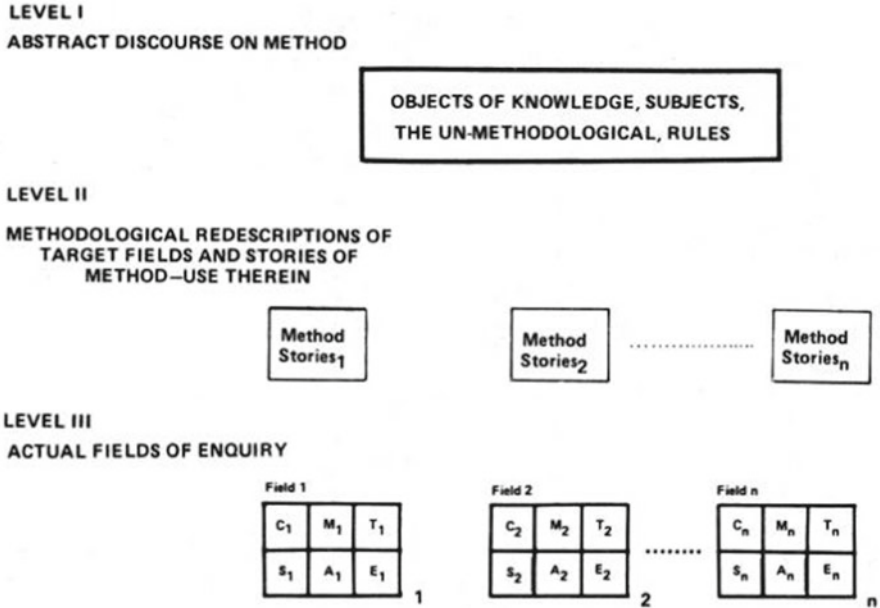 LEVEL I
ABSTRACT DISCOURSE ON METHOD
OBJECTS OF KNOWLEDGE, SUBJECTS,
THE UN-METHODOLOGICAL, RULES
LEVEL II
METHODOLOGICAL REDESCRIPTIONS OF
TARGET FIELDS AND STORIES OF
METHOD—USE THEREIN
Method
Stories₁
Method
Stories₂
Method
Storiesₙ
LEVEL III
ACTUAL FIELDS OF ENQUIRY
Field 1
C₁ M₁ T₁
S₁ A₁ E₁
1
Field 2
C₂ M₂ T₂
S₂ A₂ E₂
2
Field n
Cₙ Mₙ Tₙ
Sₙ Aₙ Eₙ
n